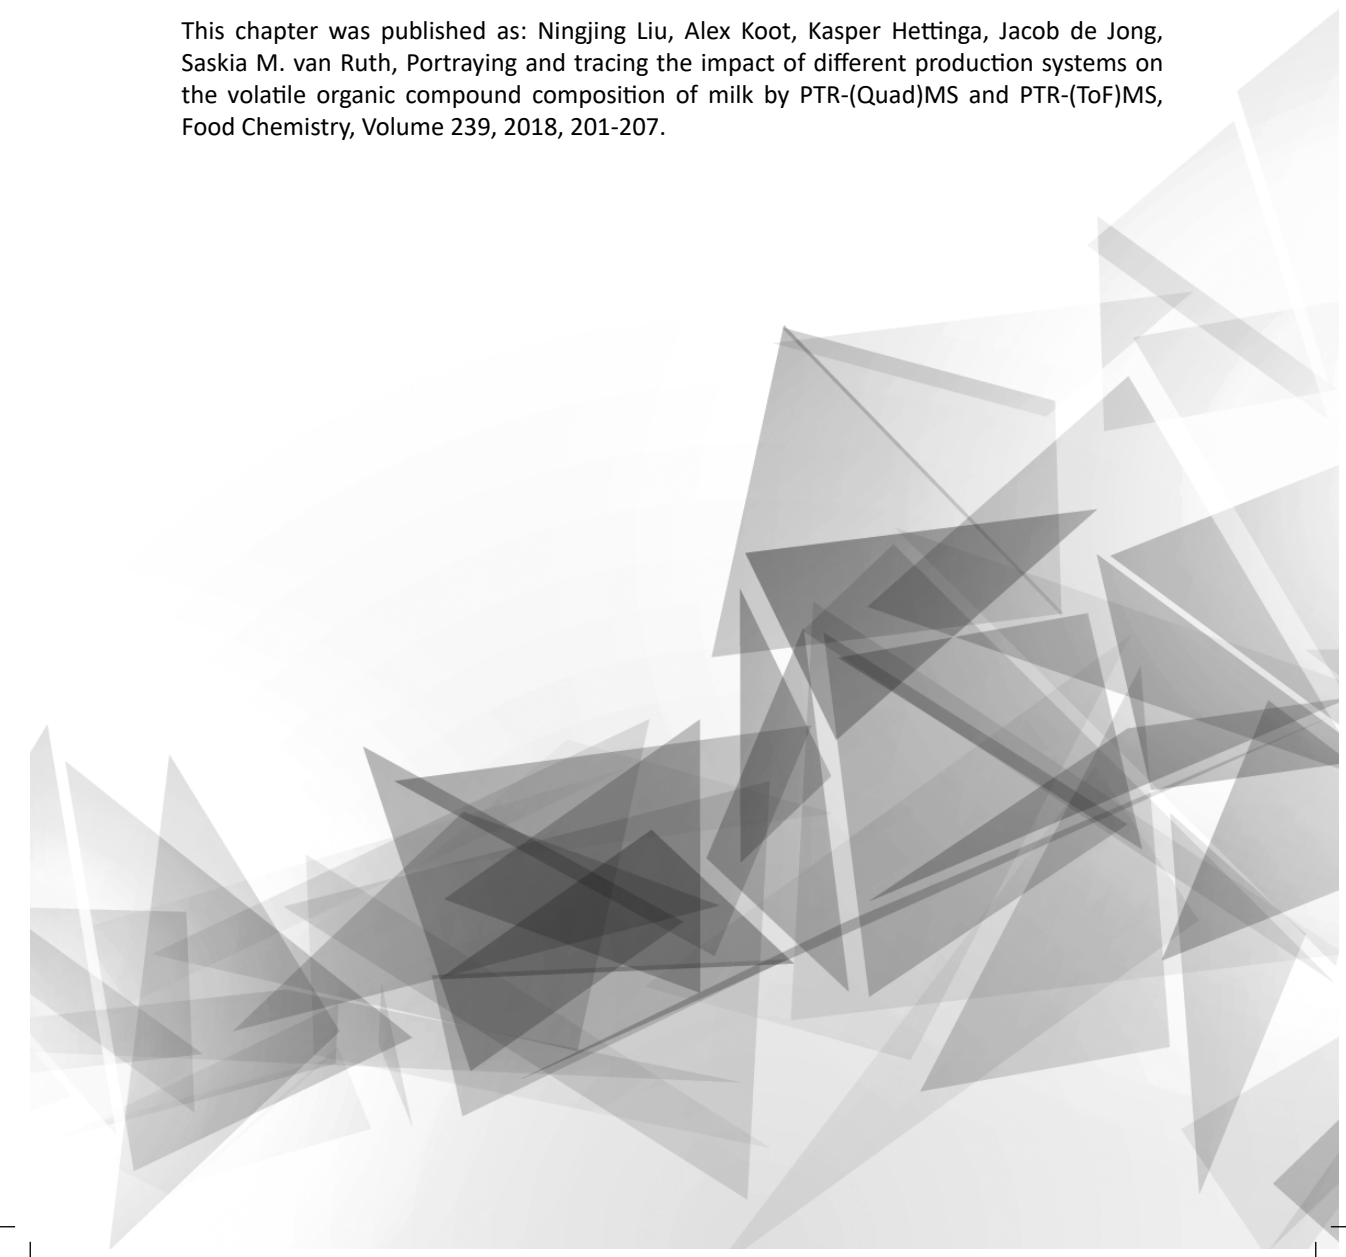 This chapter was published as: Ningjing Liu, Alex Koot, Kasper Hettinga, Jacob de Jong,
Saskia M. van Ruth, Portraying and tracing the impact of different production systems on
the volatile organic compound composition of milk by PTR-(Quad)MS and PTR-(ToF)MS,
Food Chemistry, Volume 239, 2018, 201-207.